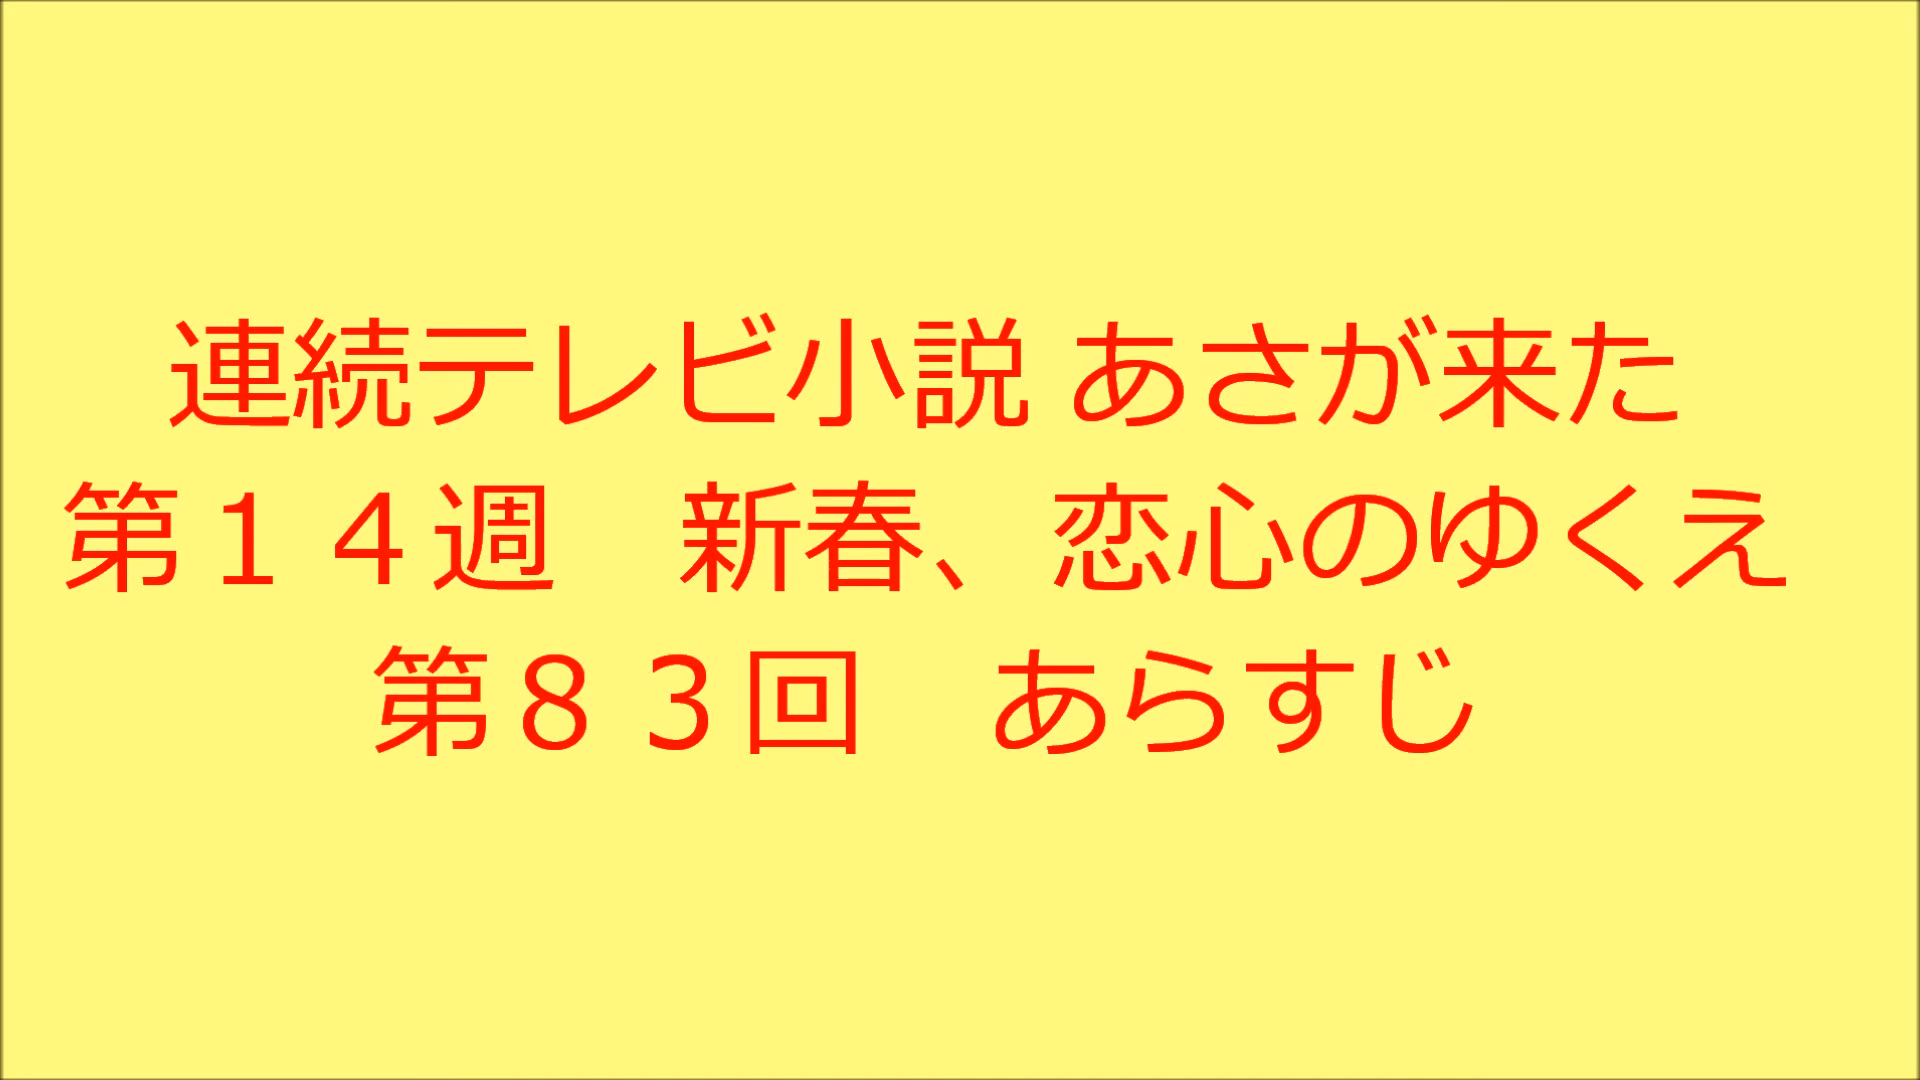 連続テレビ小説 あさが来た
第１４週　新春、恋心のゆくえ
第８３回　あらすじ